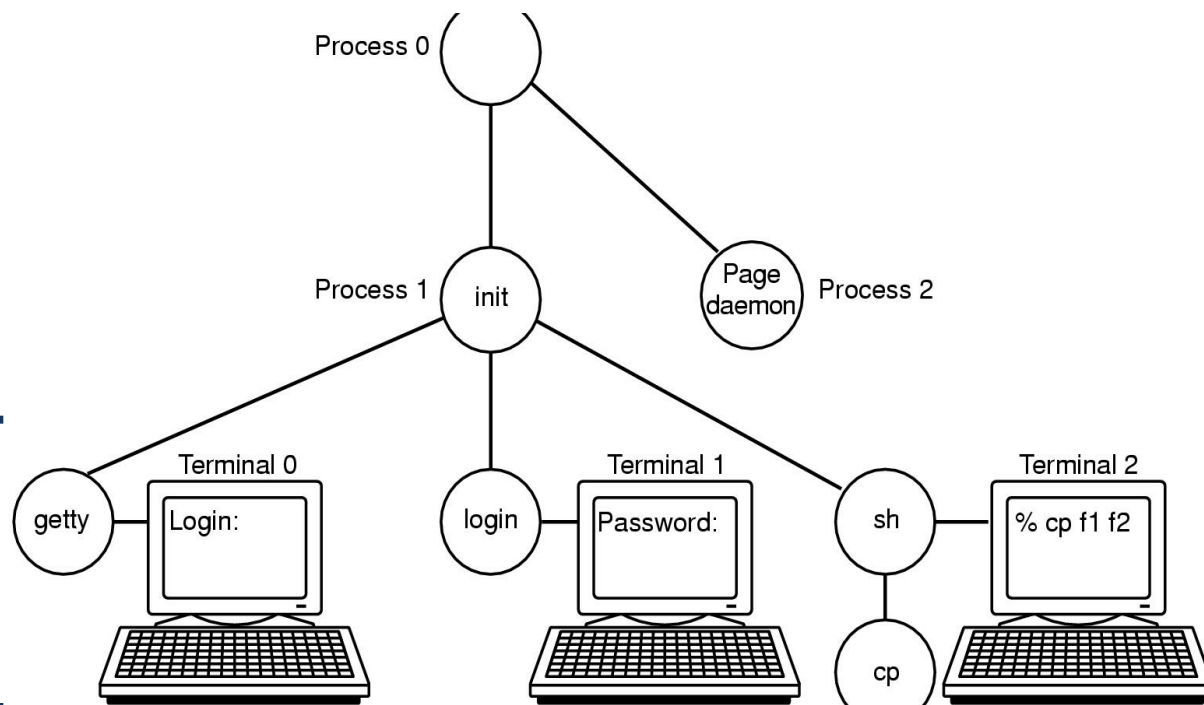 Process 0
Process 1
init
Page
daemon
Process 2
Terminal 0
Terminal 1
Terminal 2
getty
Login:
login
Password:
sh
% cp f1 f2
cp